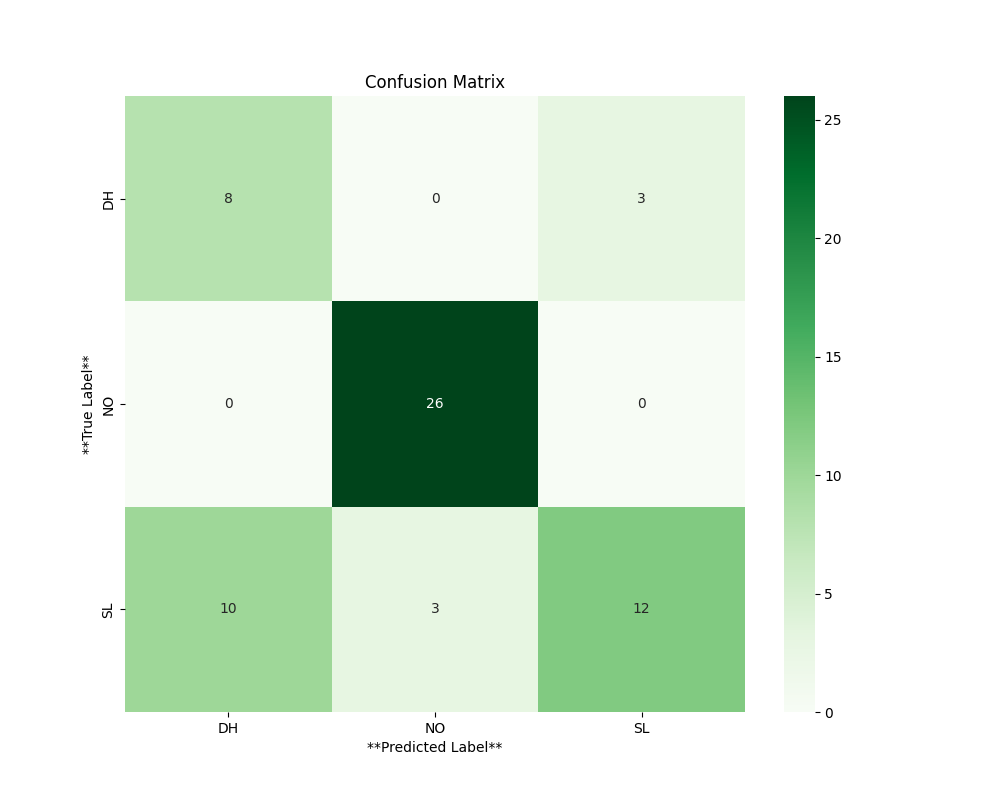 Confusion Matrix
**True Label**
DH
8
0
3
NO
0
26
0
SL
10
3
12
DH
NO
SL
**Predicted Label**
25
20
15
10
5
0